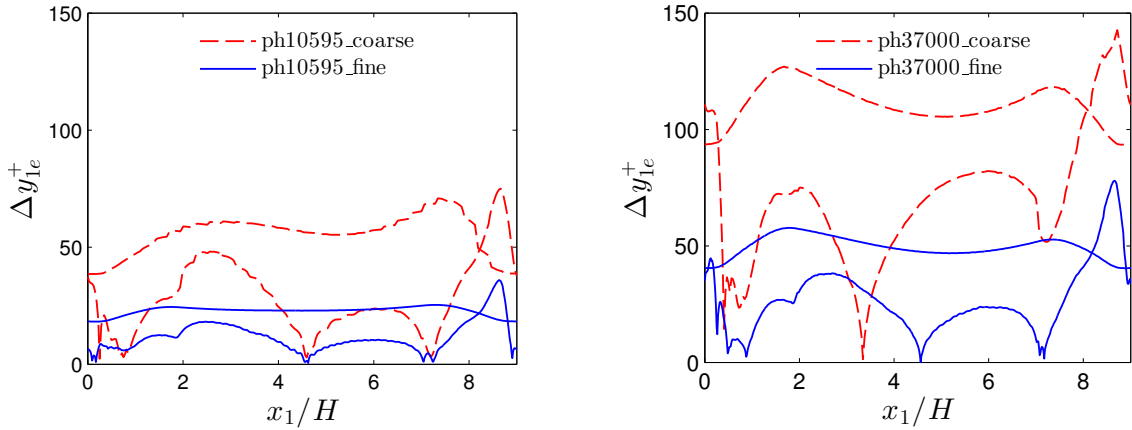 150
100
50
0
Δy⁺₁ₑ
ph10595_coarse
ph10595_fine
0 2 4 6 8
x₁/H
150
100
50
0
Δy⁺₁ₑ
ph37000_coarse
ph37000_fine
0 2 4 6 8
x₁/H